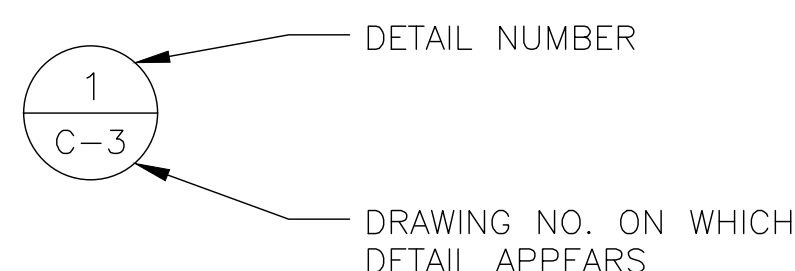 DETAIL NUMBER
1
C-3
DRAWING NO. ON WHICH
DETAIL APPEARS